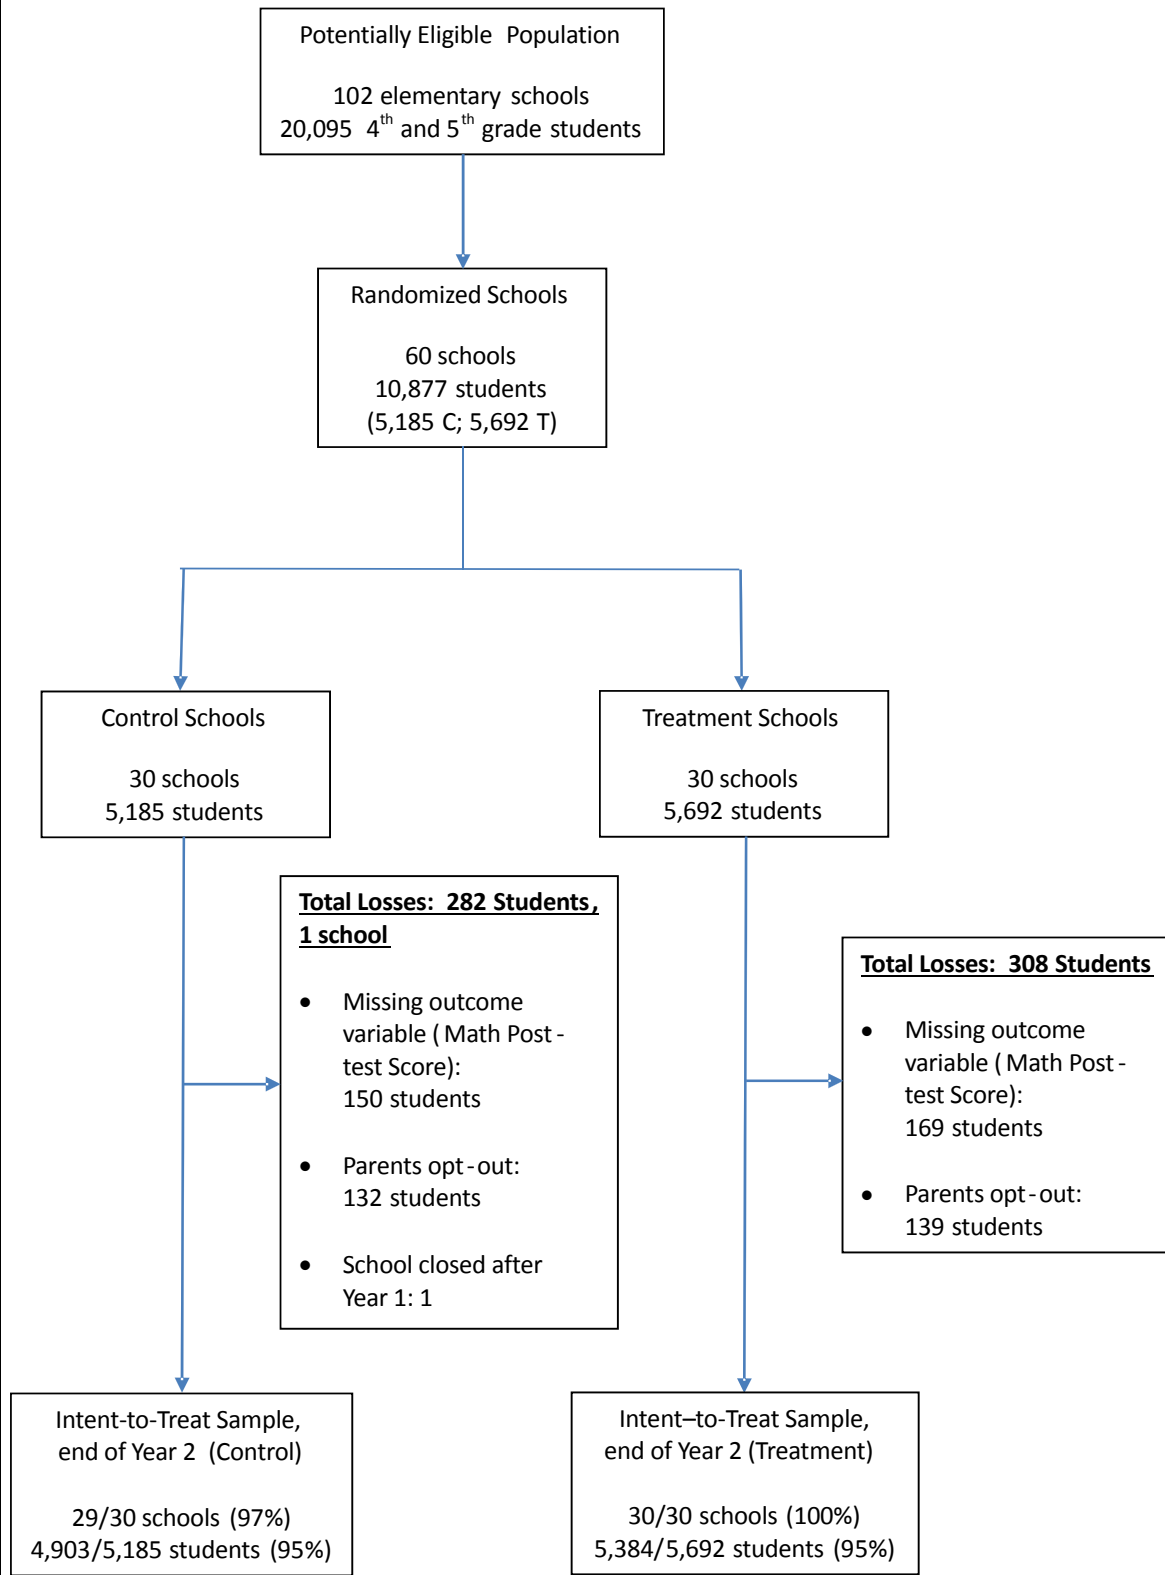 Potentially Eligible Population
102 elementary schools
20,095 4th and 5th grade students
Randomized Schools
60 schools
10,877 students
(5,185 C; 5,692 T)
Control Schools
30 schools
5,185 students
Treatment Schools
30 schools
5,692 students
Total Losses: 282 Students,
1 school
• Missing outcome
variable ( Math Post -
test Score):
150 students
• Parents opt-out:
132 students
• School closed after
Year 1: 1
Total Losses: 308 Students
• Missing outcome
variable ( Math Post -
test Score):
169 students
• Parents opt-out:
139 students
Intent-to-Treat Sample,
end of Year 2 (Control)
29/30 schools (97%)
4,903/5,185 students (95%)
Intent–to-Treat Sample,
end of Year 2 (Treatment)
30/30 schools (100%)
5,384/5,692 students (95%)